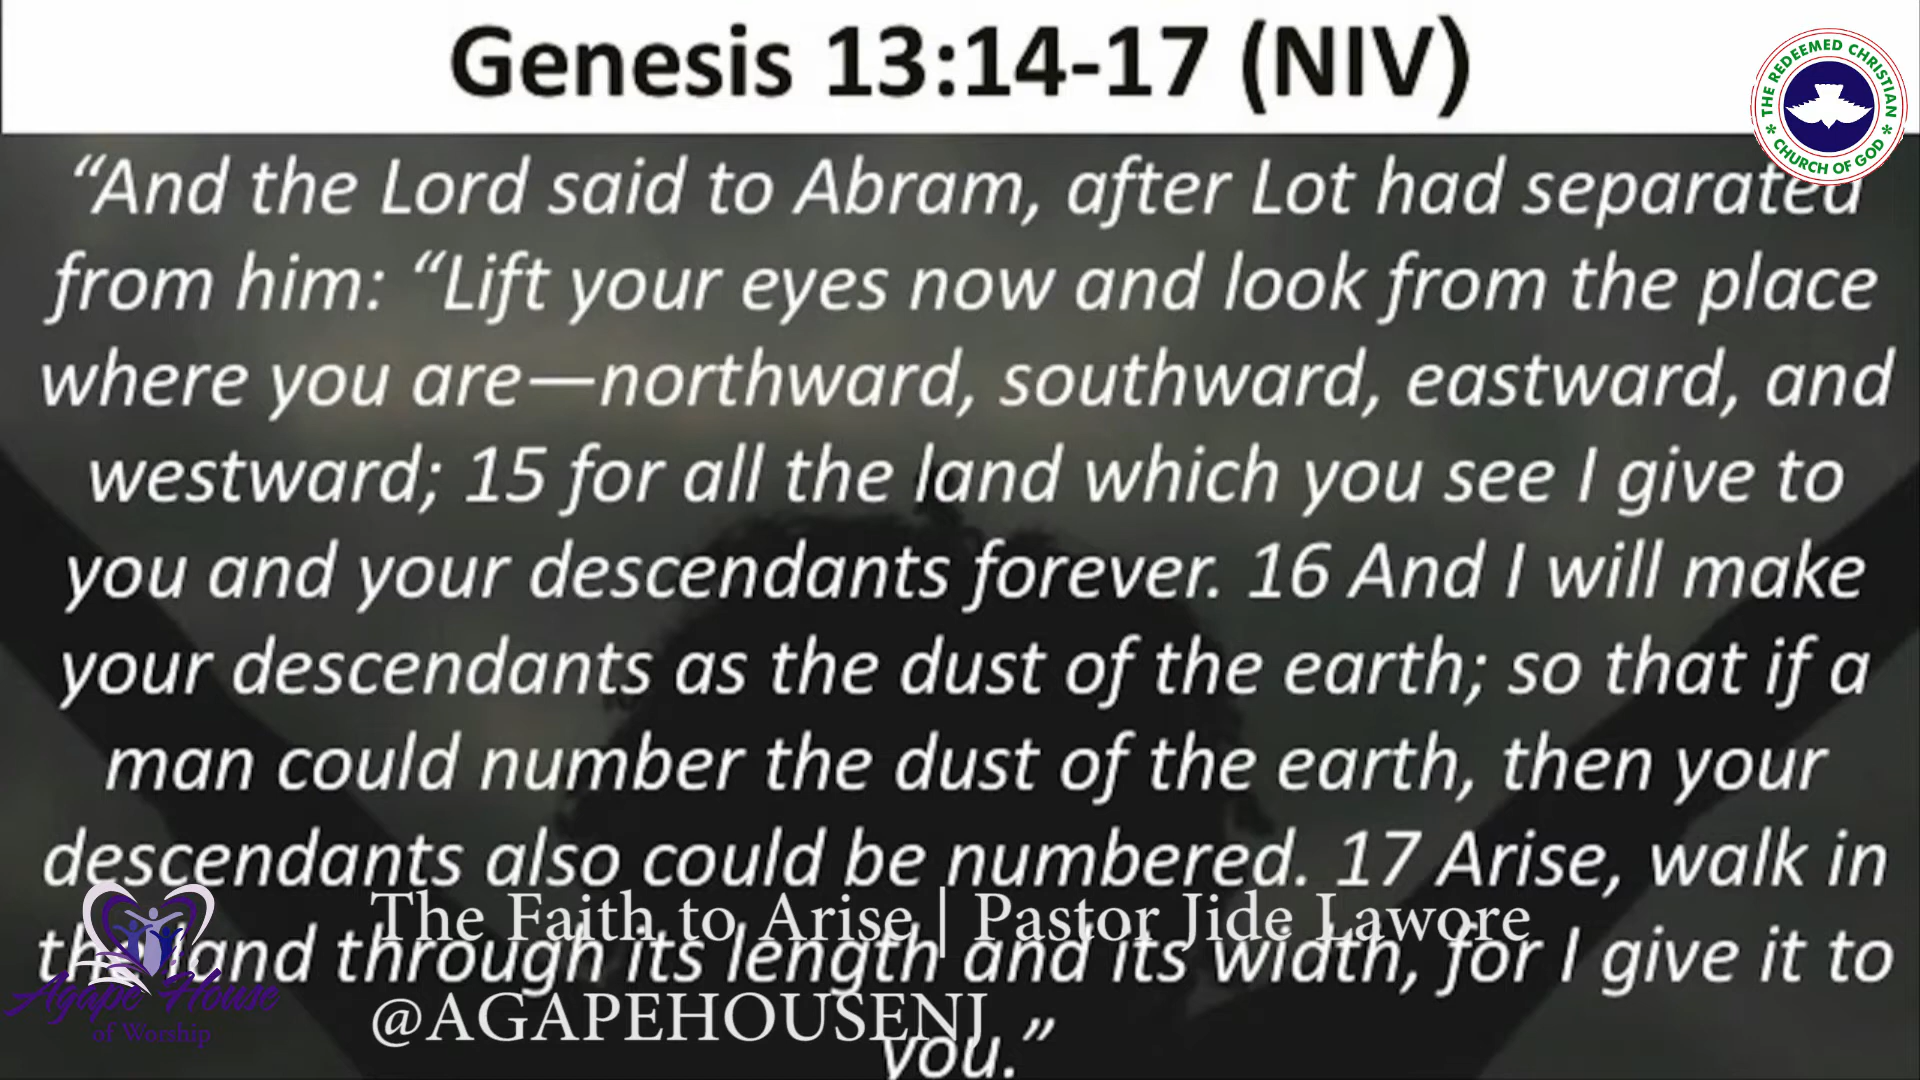 Genesis 13:14-17 (NIV)
THE REDEEMED CHRISTIAN CHURCH OF GOD
“And the Lord said to Abram, after Lot had separated
from him: “Lift your eyes now and look from the place
where you are—northward, southward, eastward, and
westward; 15 for all the land which you see I give to
you and your descendants forever. 16 And I will make
your descendants as the dust of the earth; so that if a
man could number the dust of the earth, then your
descendants also could be numbered. 17 Arise, walk in
the land through its length and its width, for I give it to
you.”
The Faith to Arise | Pastor Jide Lawore
@AGAPEHOUSENJ
Agape House
of Worship